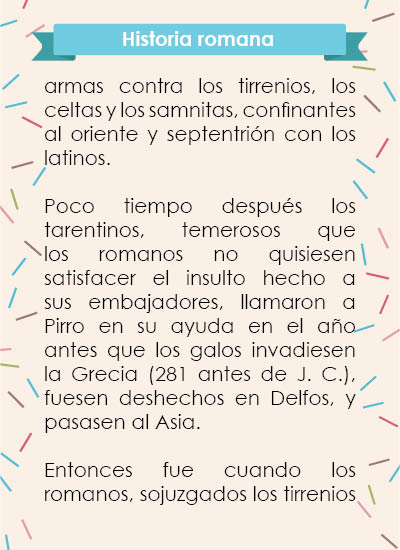 Historia romana
armas contra los tirrenios, los
celtas y los samnitas, confinantes
al oriente y septentrión con los
latinos.
Poco tiempo después los
tarentinos, temerosos que
los romanos no quisiesen
satisfacer el insulto hecho a
sus embajadores, llamaron a
Pirro en su ayuda en el año
antes que los galos invadiesen
la Grecia (281 antes de J. C.),
fuesen deshechos en Delfos, y
pasasen al Asia.
Entonces fue cuando los
romanos, sojuzgados los tirrenios